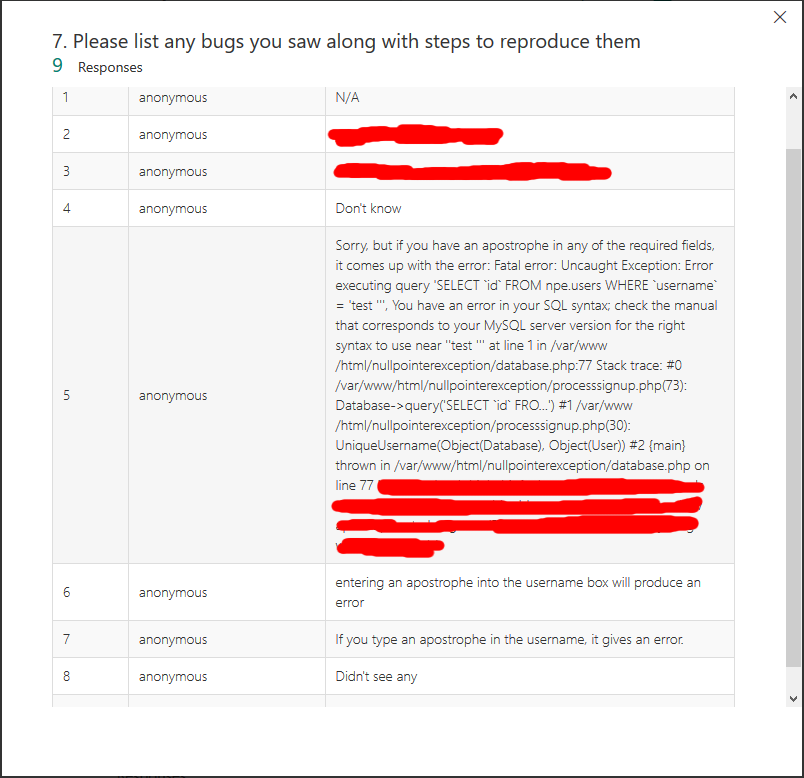 7. Please list any bugs you saw along with steps to reproduce them
9 Responses
1 anonymous N/A
2 anonymous
3 anonymous
4 anonymous Don't know
Sorry, but if you have an apostrophe in any of the required fields,
it comes up with the error: Fatal error: Uncaught Exception: Error
executing query 'SELECT `id` FROM npe.users WHERE `username`
= 'test ''', You have an error in your SQL syntax; check the manual
that corresponds to your MySQL server version for the right
syntax to use near ''test ''' at line 1 in /var/www
/html/nullpointerexception/database.php:77 Stack trace: #0
/var/www/html/nullpointerexception/processsignup.php(73):
5 anonymous Database->query('SELECT `id` FRO...') #1 /var/www
/html/nullpointerexception/processsignup.php(30):
UniqueUsername(Object(Database), Object(User)) #2 {main}
thrown in /var/www/html/nullpointerexception/database.php on
line 77
6 anonymous entering an apostrophe into the username box will produce an
error
7 anonymous If you type an apostrophe in the username, it gives an error.
8 anonymous Didn't see any